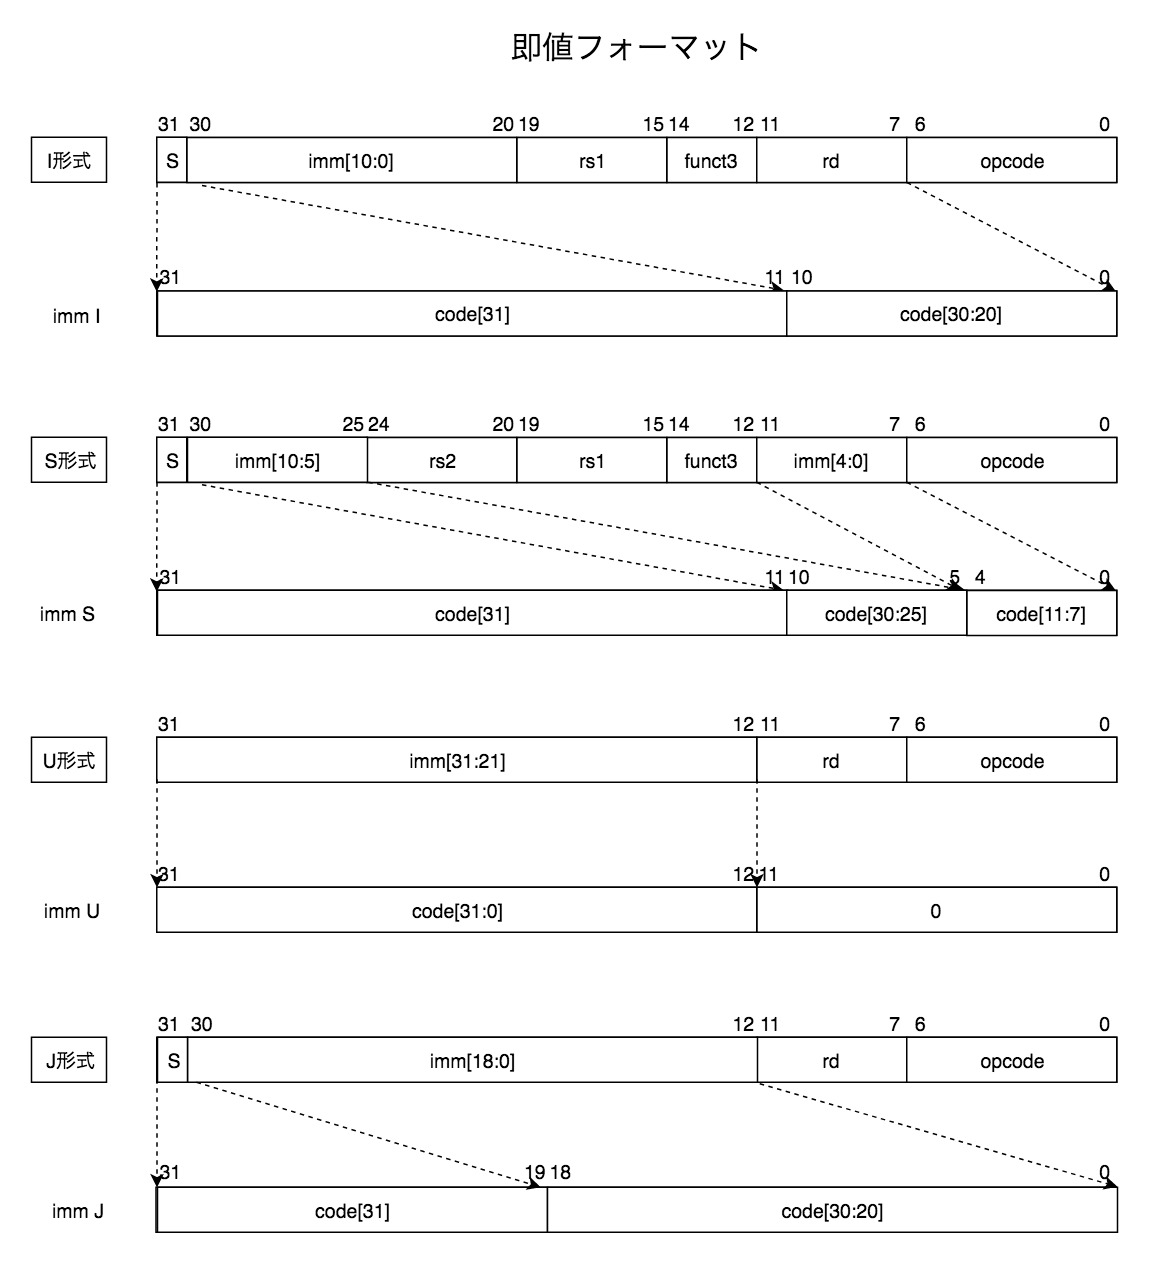 即値フォーマット
31 30 20 19 15 14 12 11 7 6 0
I形式 S imm[10:0] rs1 funct3 rd opcode
31 11 10 0
imm I code[31] code[30:20]
31 30 25 24 20 19 15 14 12 11 7 6 0
S形式 S imm[10:5] rs2 rs1 funct3 imm[4:0] opcode
31 11 10 5 4 0
imm S code[31] code[30:25] code[11:7]
31 12 11 7 6 0
U形式 imm[31:21] rd opcode
31 12 11 0
imm U code[31:0] 0
31 30 12 11 7 6 0
J形式 S imm[18:0] rd opcode
31 19 18 0
imm J code[31] code[30:20]